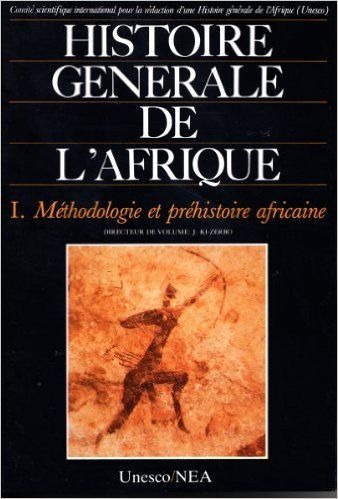 Comité scientifique international pour la rédaction d'une Histoire générale de l'Afrique (Unesco)
HISTOIRE
GENERALE
DE
L'AFRIQUE
I. Méthodologie et préhistoire africaine
DIRECTEUR DE VOLUME J. KI-ZERBO
Unesco/NEA